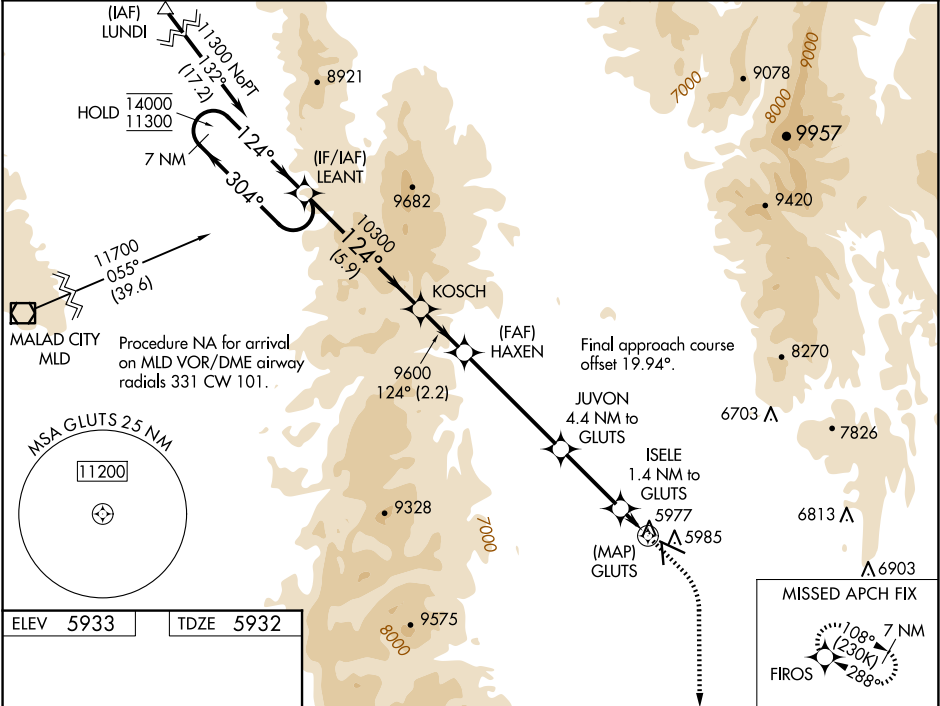 (IAF)
LUNDI
11300 NoPT
132°
(17.2)
HOLD 14000
11300
7 NM
124°
304°
(IF/IAF)
LEANT
8921
9682
10300
124°
(5.9)
KOSCH
11700
055°
(39.6)
MALAD CITY
MLD
Procedure NA for arrival
on MLD VOR/DME airway
radials 331 CW 101.
9600
124° (2.2)
(FAF)
HAXEN
Final approach course
offset 19.94°.
JUVON
4.4 NM to
GLUTS
ISELE
1.4 NM to
GLUTS
5977
5985
(MAP)
GLUTS
7000
9078
8000
9000
9957
9420
8270
6703
7826
6813
6903
MSA GLUTS 25 NM
11200
9328
7000
9575
8000
ELEV 5933
TDZE 5932
MISSED APCH FIX
108°
7 NM
(230K)
288°
FIROS